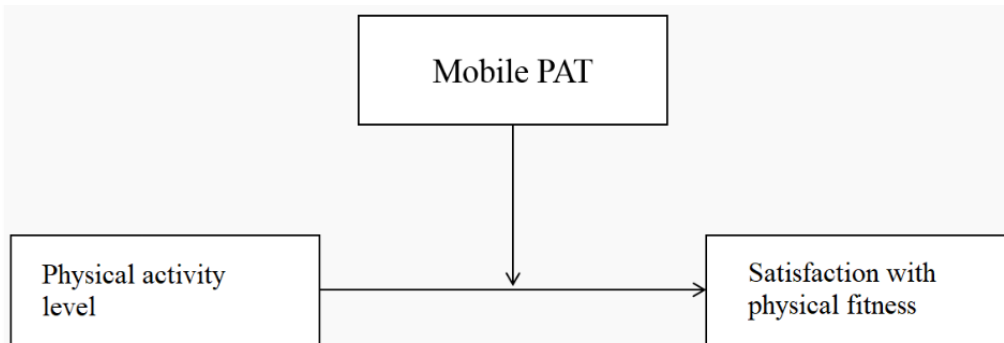 Mobile PAT
Physical activity
level
Satisfaction with
physical fitness